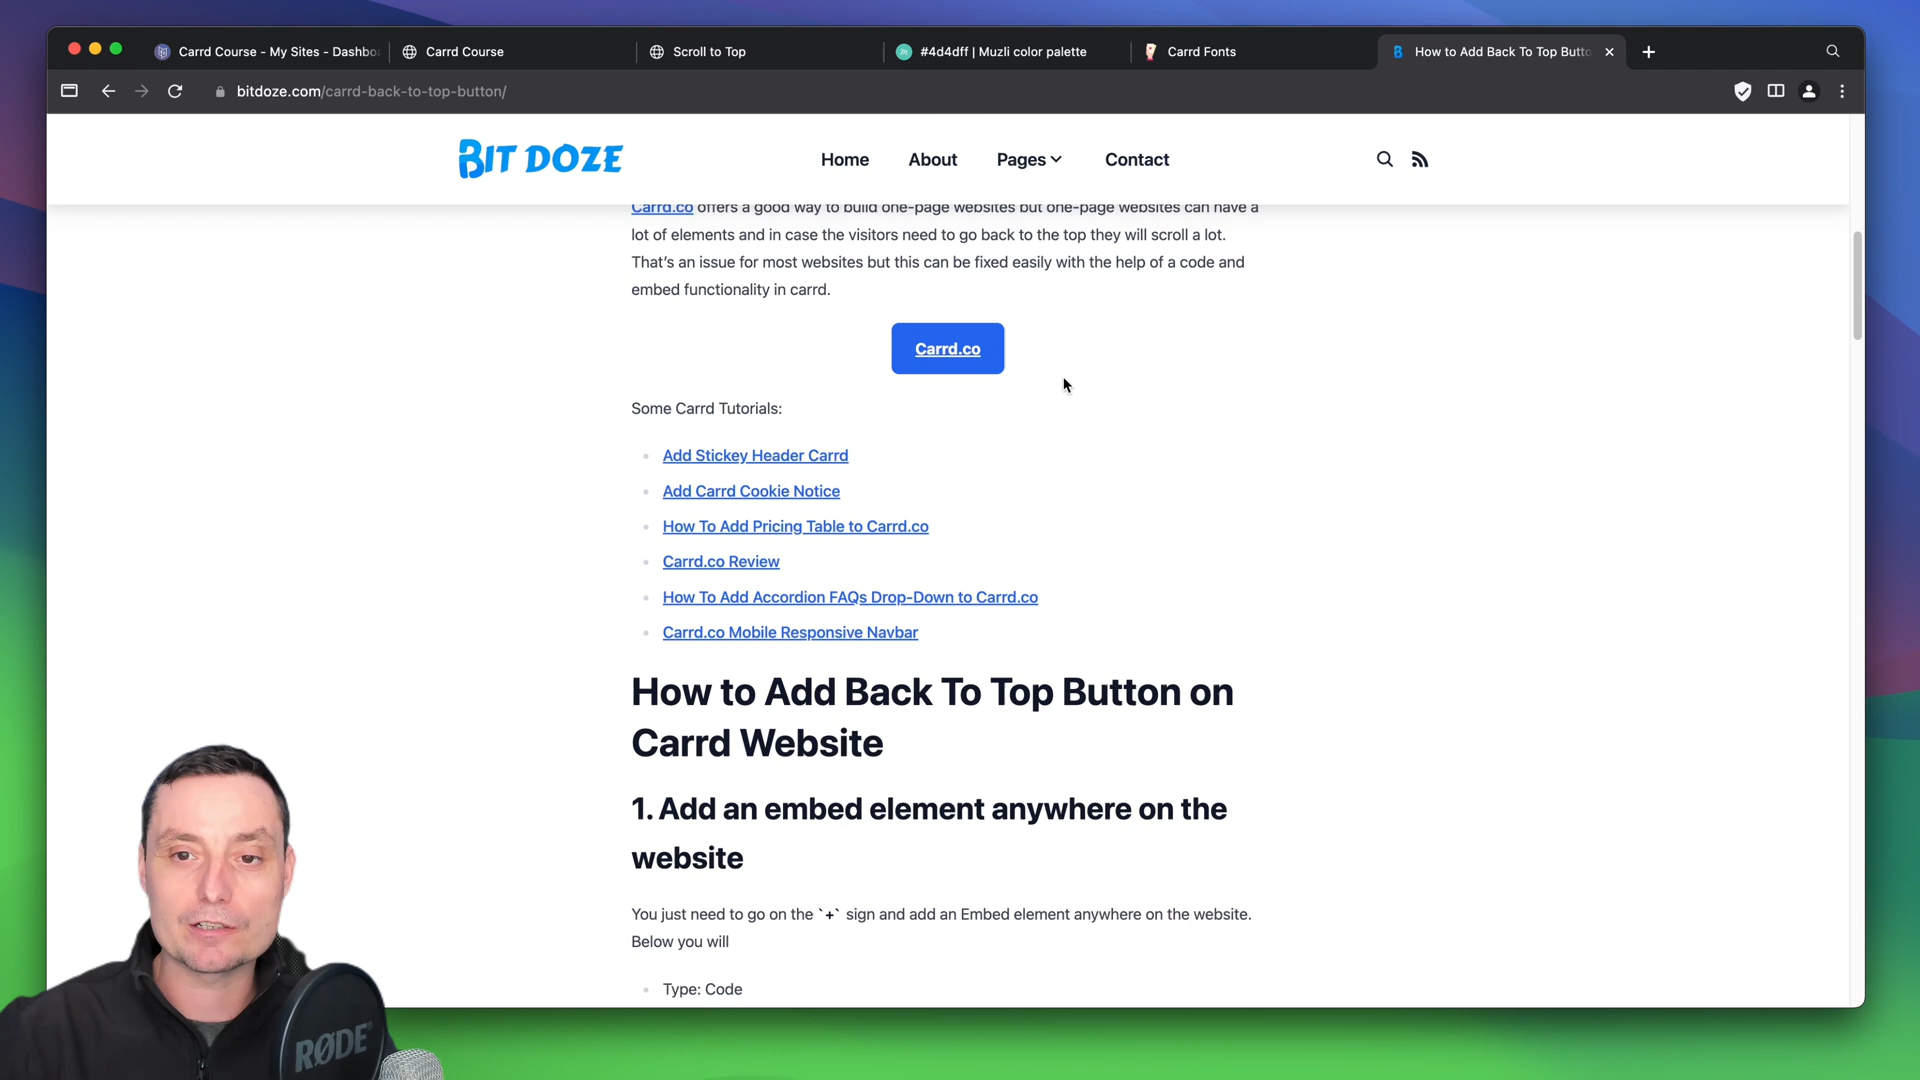 Carrd Course - My Sites - Dashbo
Carrd Course
Scroll to Top
#4d4dff | Muzli color palette
Carrd Fonts
How to Add Back To Top Butto
bitdoze.com/carrd-back-to-top-button/
BIT DOZE
Home
About
Pages
Contact
Carrd.co offers a good way to build one-page websites but one-page websites can have a
lot of elements and in case the visitors need to go back to the top they will scroll a lot.
That's an issue for most websites but this can be fixed easily with the help of a code and
embed functionality in carrd.
Carrd.co
Some Carrd Tutorials:
Add Stickey Header Carrd
Add Carrd Cookie Notice
How To Add Pricing Table to Carrd.co
Carrd.co Review
How To Add Accordion FAQs Drop-Down to Carrd.co
Carrd.co Mobile Responsive Navbar
How to Add Back To Top Button on
Carrd Website
1. Add an embed element anywhere on the
website
You just need to go on the `+` sign and add an Embed element anywhere on the website.
Below you will
Type: Code
RØDE